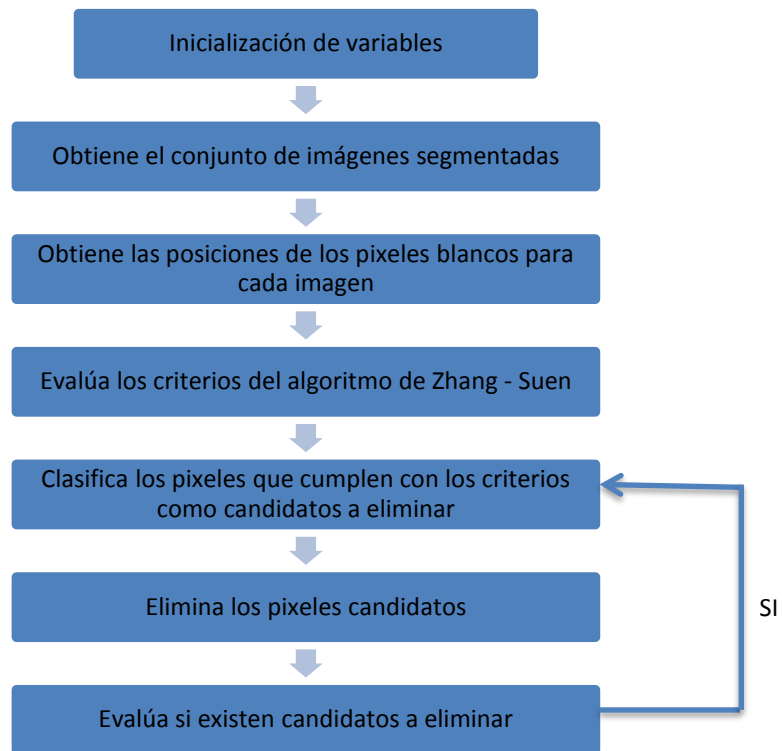 Inicialización de variables
Obtiene el conjunto de imágenes segmentadas
Obtiene las posiciones de los pixeles blancos para
cada imagen
Evalúa los criterios del algoritmo de Zhang - Suen
Clasifica los pixeles que cumplen con los criterios
como candidatos a eliminar
Elimina los pixeles candidatos
SI
Evalúa si existen candidatos a eliminar